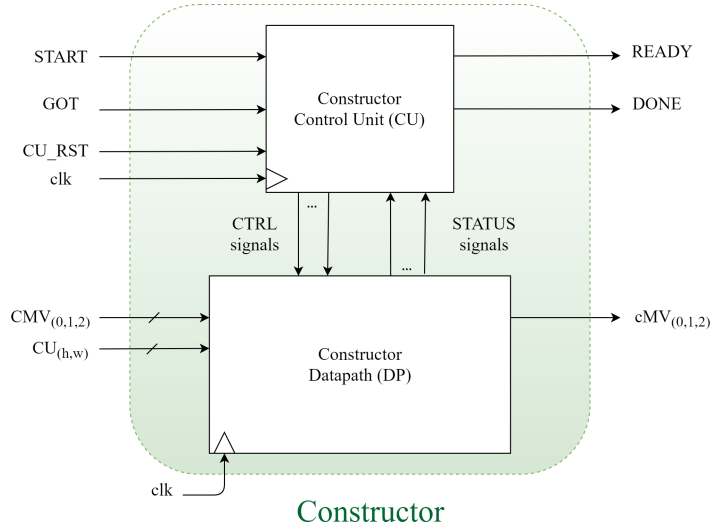 START
READY
GOT
DONE
Constructor
Control Unit (CU)
CU_RST
clk
...
CTRL
signals
STATUS
signals
...
CMV(0,1,2)
cMV(0,1,2)
CU(h,w)
Constructor
Datapath (DP)
clk
Constructor